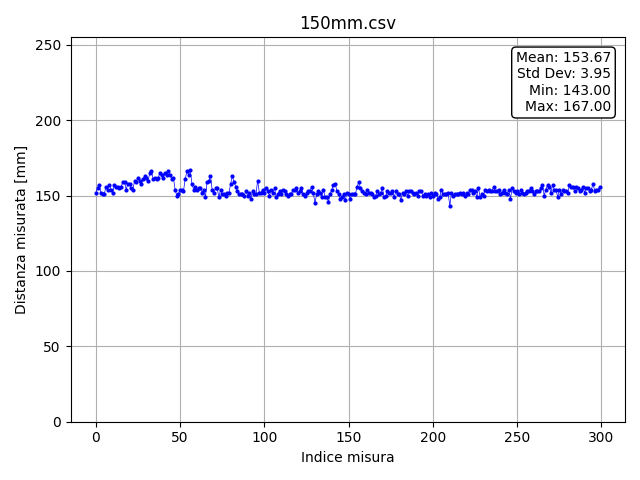 150mm.csv
Mean: 153.67
Std Dev: 3.95
Min: 143.00
Max: 167.00
Distanza misurata [mm]
250
200
150
100
50
0
0 50 100 150 200 250 300
Indice misura